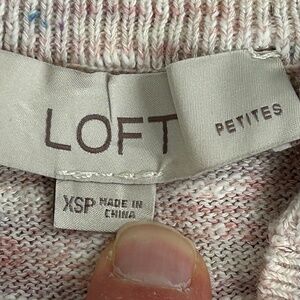 LOFT
PETITES
XSP MADE IN
CHINA